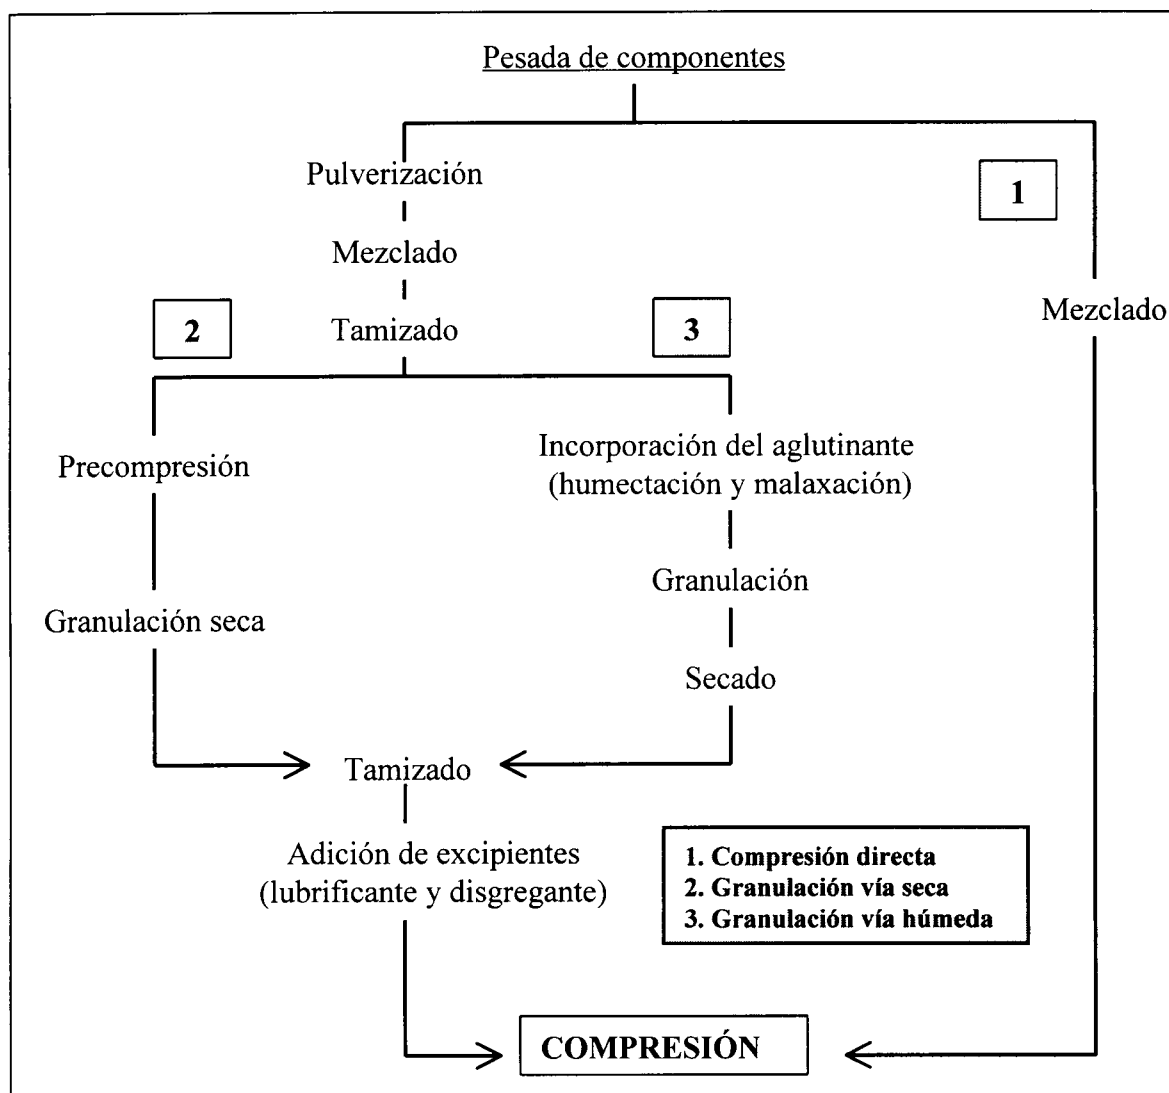 Pesada de componentes
Pulverización
1
Mezclado
Mezclado
2
Tamizado
3
Precompresión
Incorporación del aglutinante
(humectación y malaxación)
Granulación
Granulación seca
Secado
Tamizado
Adición de excipientes
(lubrificante y disgregante)
1. Compresión directa
2. Granulación vía seca
3. Granulación vía húmeda
COMPRESIÓN